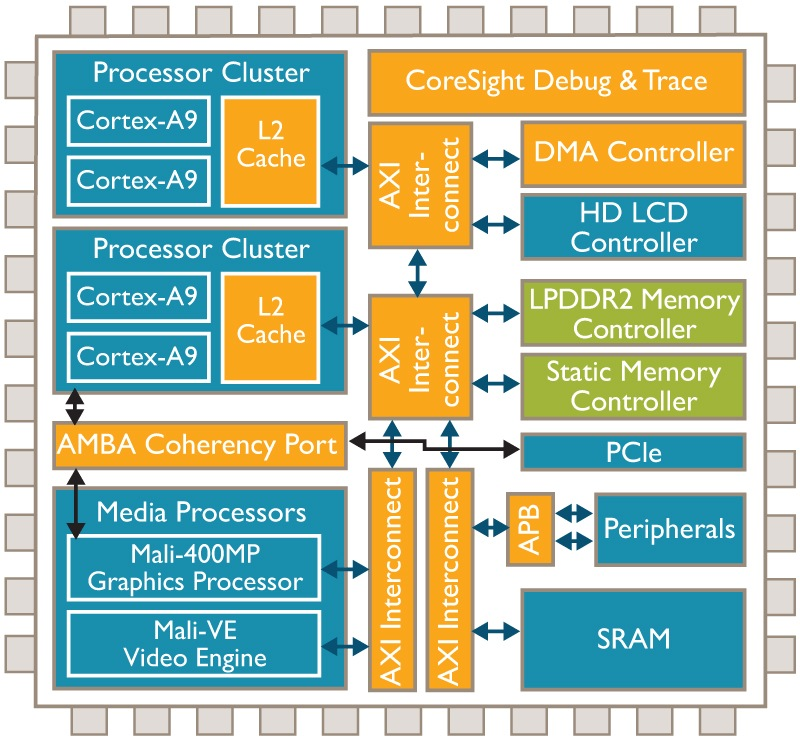 Processor Cluster
Cortex-A9
Cortex-A9
L2
Cache
CoreSight Debug & Trace
AXI
Inter-
connect
DMA Controller
HD LCD
Controller
Processor Cluster
Cortex-A9
Cortex-A9
L2
Cache
AXI
Inter-
connect
LPDDR2 Memory
Controller
Static Memory
Controller
AMBA Coherency Port
PCIe
Media Processors
Mali-400MP
Graphics Processor
Mali-VE
Video Engine
AXI Interconnect
AXI Interconnect
APB
Peripherals
SRAM